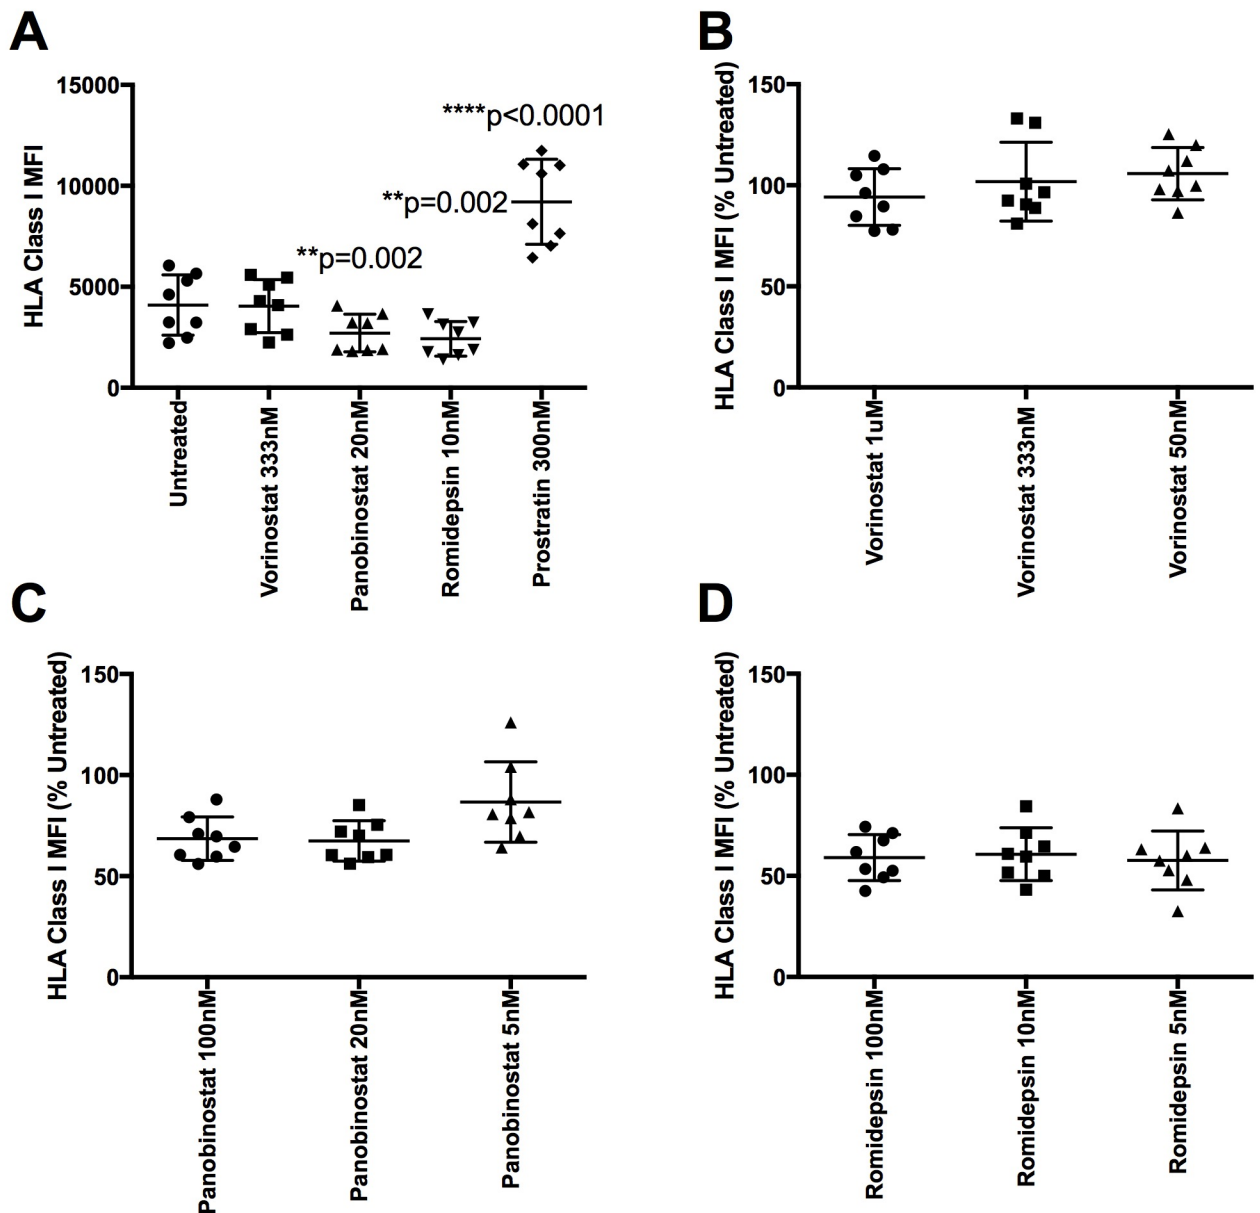 A
HLA Class I MFI
15000
10000
5000
0
**p=0.002
**p=0.002
****p<0.0001
Untreated
Vorinostat 333nM
Panobinostat 20nM
Romidepsin 10nM
Prostratin 300nM
B
HLA Class I MFI (% Untreated)
150
100
50
0
Vorinostat 1uM
Vorinostat 333nM
Vorinostat 50nM
C
HLA Class I MFI (% Untreated)
150
100
50
0
Panobinostat 100nM
Panobinostat 20nM
Panobinostat 5nM
D
HLA Class I MFI (% Untreated)
150
100
50
0
Romidepsin 100nM
Romidepsin 10nM
Romidepsin 5nM